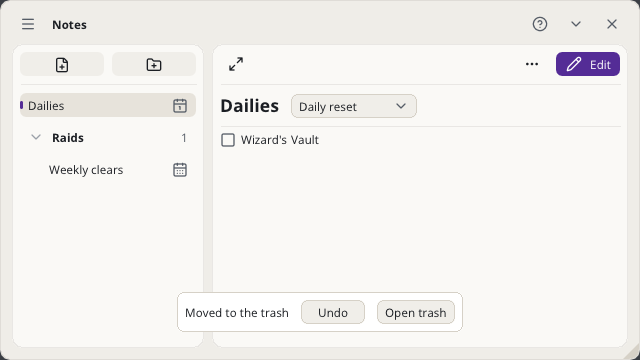 Notes
Edit
Dailies
Dailies
Daily reset
Raids
1
Wizard's Vault
Weekly clears
Moved to the trash
Undo
Open trash